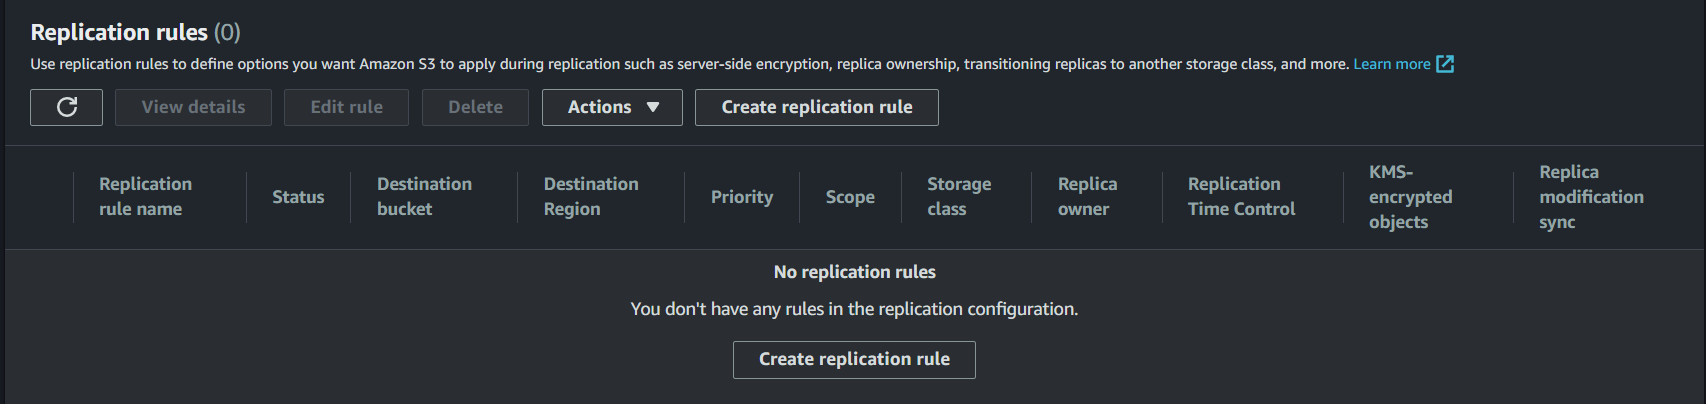 Replication rules (0)
Use replication rules to define options you want Amazon S3 to apply during replication such as server-side encryption, replica ownership, transitioning replicas to another storage class, and more. Learn more
View details Edit rule Delete Actions Create replication rule
Replication rule name
Status
Destination bucket
Destination Region
Priority
Scope
Storage class
Replica owner
Replication Time Control
KMS-encrypted objects
Replica modification sync
No replication rules
You don't have any rules in the replication configuration.
Create replication rule